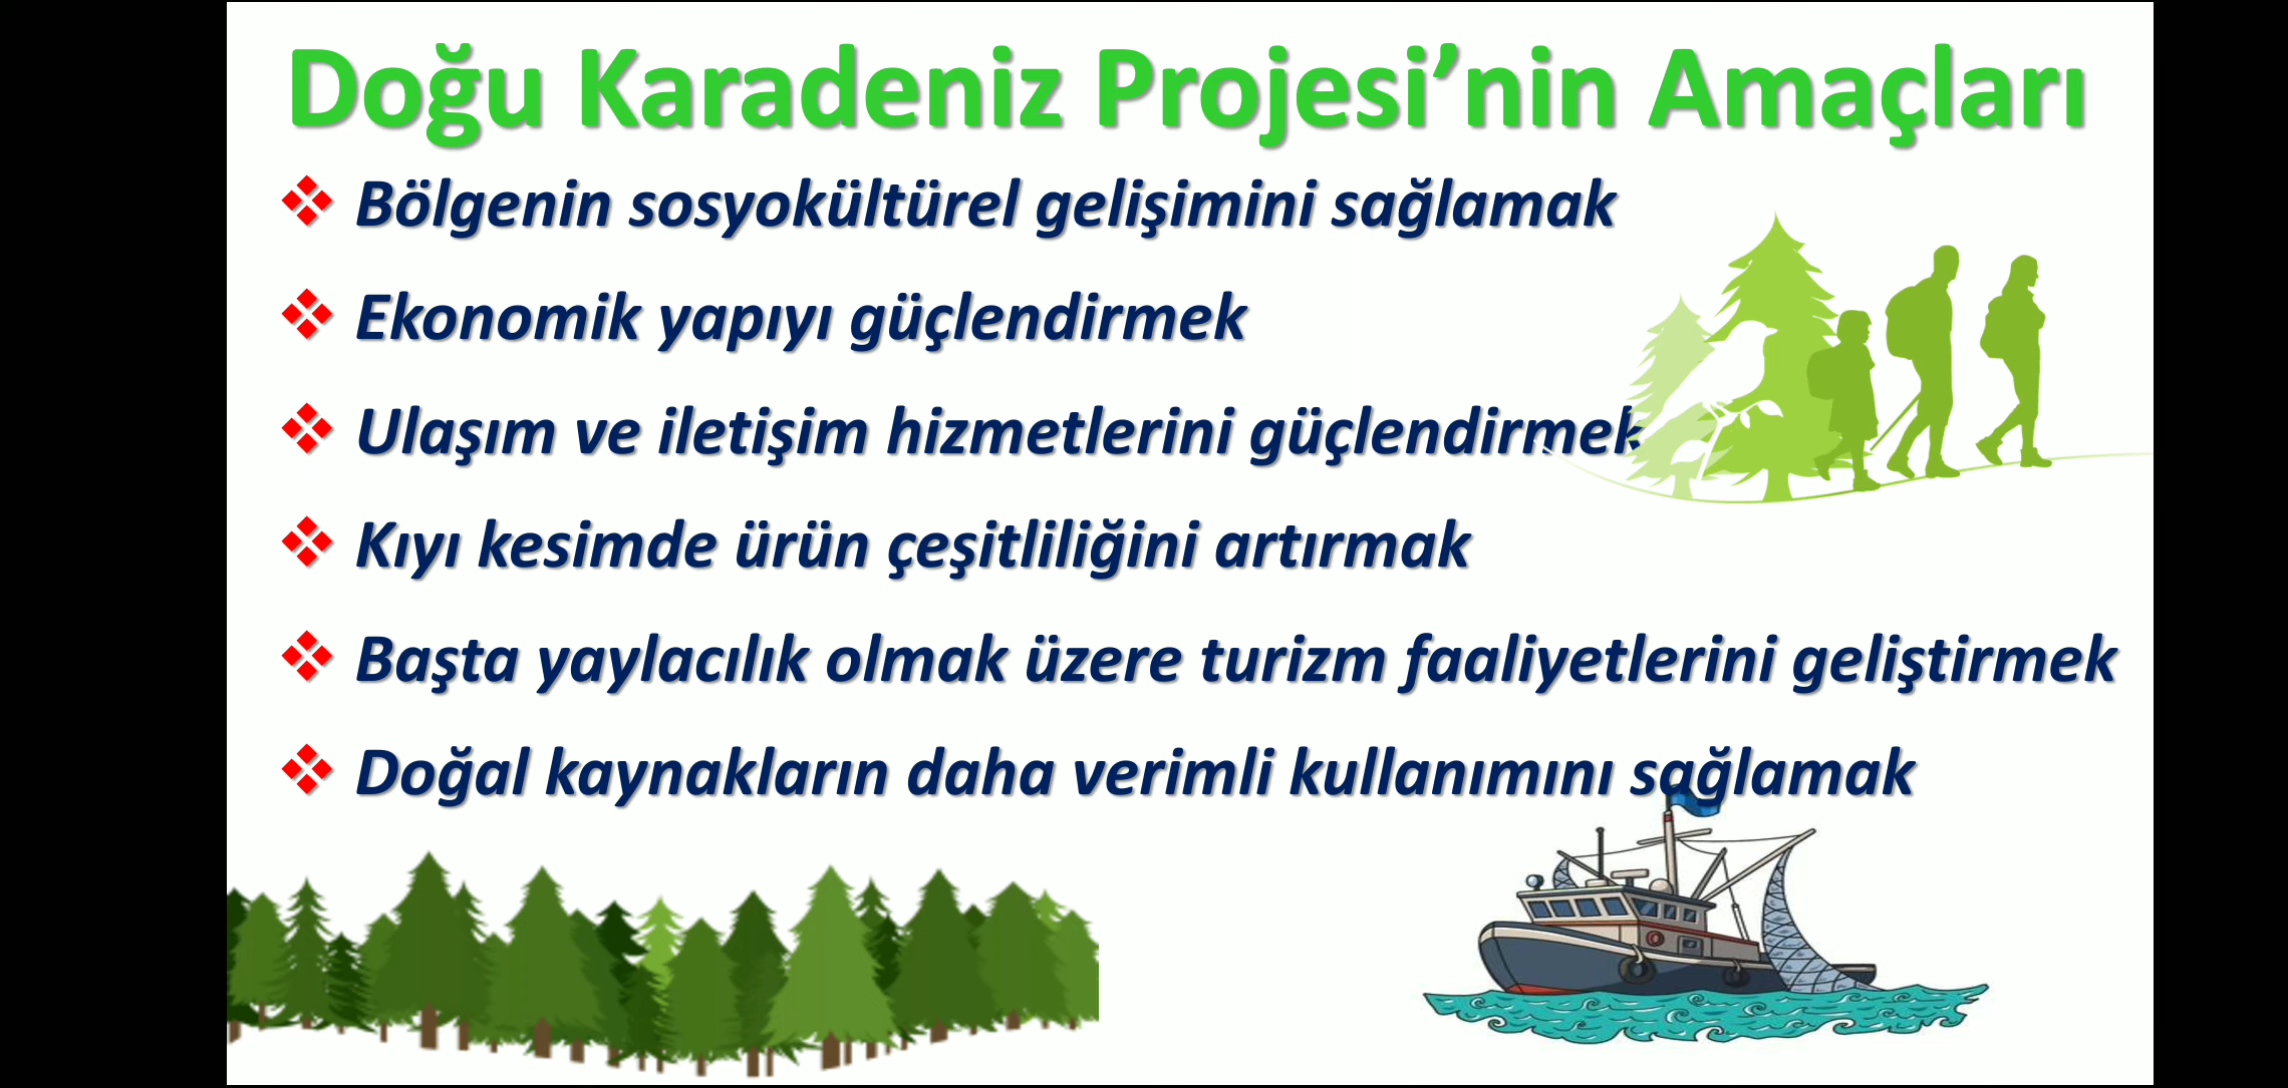 Doğu Karadeniz Projesi’nin Amaçları
Bölgenin sosyokültürel gelişimini sağlamak
Ekonomik yapıyı güçlendirmek
Ulaşım ve iletişim hizmetlerini güçlendirmek
Kıyı kesimde ürün çeşitliliğini artırmak
Başta yaylacılık olmak üzere turizm faaliyetlerini geliştirmek
Doğal kaynakların daha verimli kullanımını sağlamak